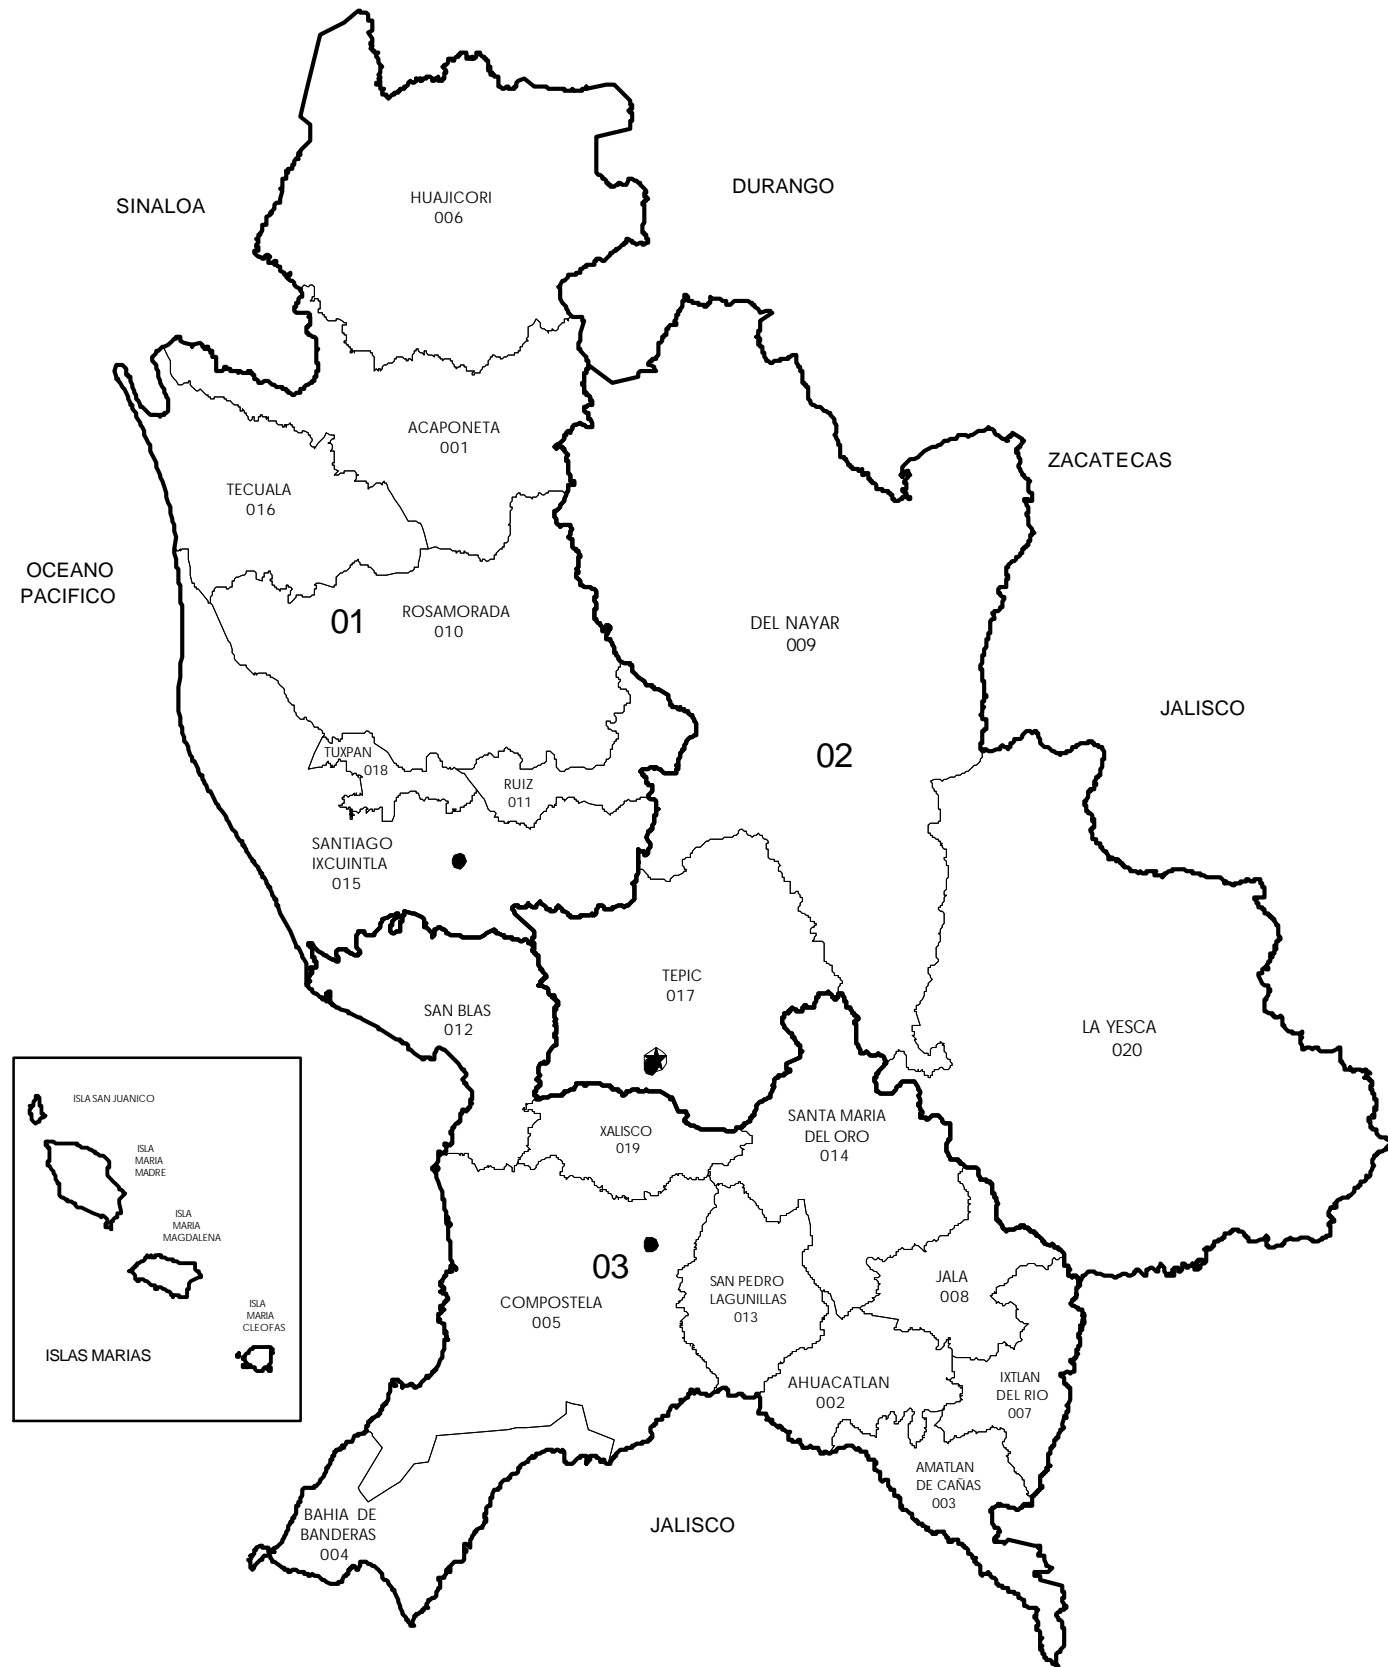 HUAJICORI
006
SINALOA
DURANGO
ACAPONETA
001
ZACATECAS
TECUALA
016
OCEANO
PACIFICO
01
ROSAMORADA
010
DEL NAYAR
009
JALISCO
02
TUXPAN
018
RUIZ
011
SANTIAGO
IXCUINTLA
015
TEPIC
017
SAN BLAS
012
LA YESCA
020
ISLA SAN JUANICO
ISLA
MARIA
MADRE
ISLA
MARIA
MAGDALENA
ISLA
MARIA
CLEOFAS
ISLAS MARIAS
XALISCO
019
SANTA MARIA
DEL ORO
014
03
COMPOSTELA
005
SAN PEDRO
LAGUNILLAS
013
JALA
008
AHUACATLAN
002
IXTLAN
DEL RIO
007
AMATLAN
DE CAÑAS
003
BAHIA DE
BANDERAS
004
JALISCO